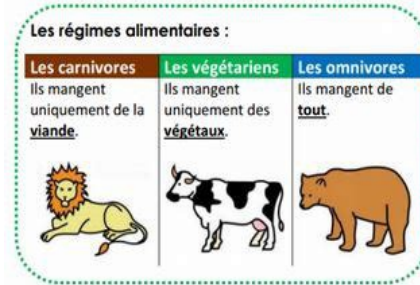 Les régimes alimentaires :
Les carnivores
Ils mangent
uniquement de la
viande.
Les végétariens
Ils mangent
uniquement des
végétaux.
Les omnivores
Ils mangent de
tout.